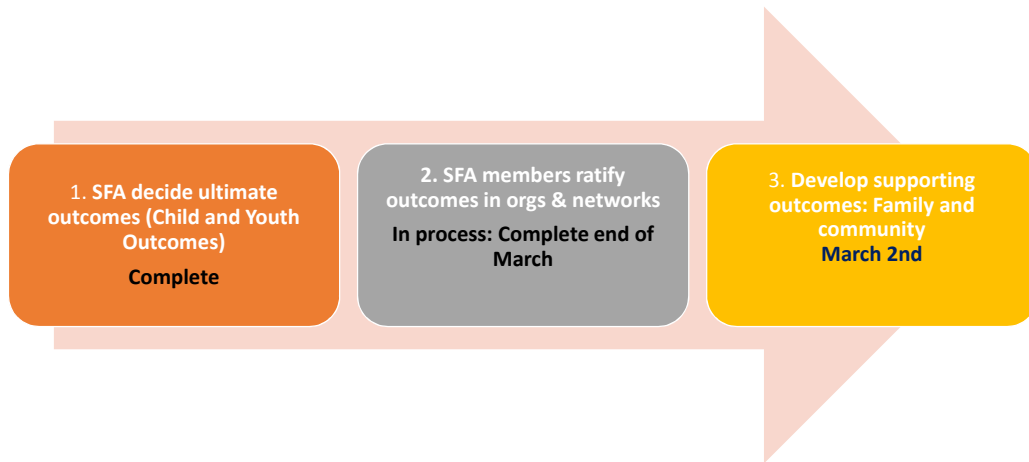 1. SFA decide ultimate
outcomes (Child and Youth
Outcomes)
Complete
2. SFA members ratify
outcomes in orgs & networks
In process: Complete end of
March
3. Develop supporting
outcomes: Family and
community
March 2nd